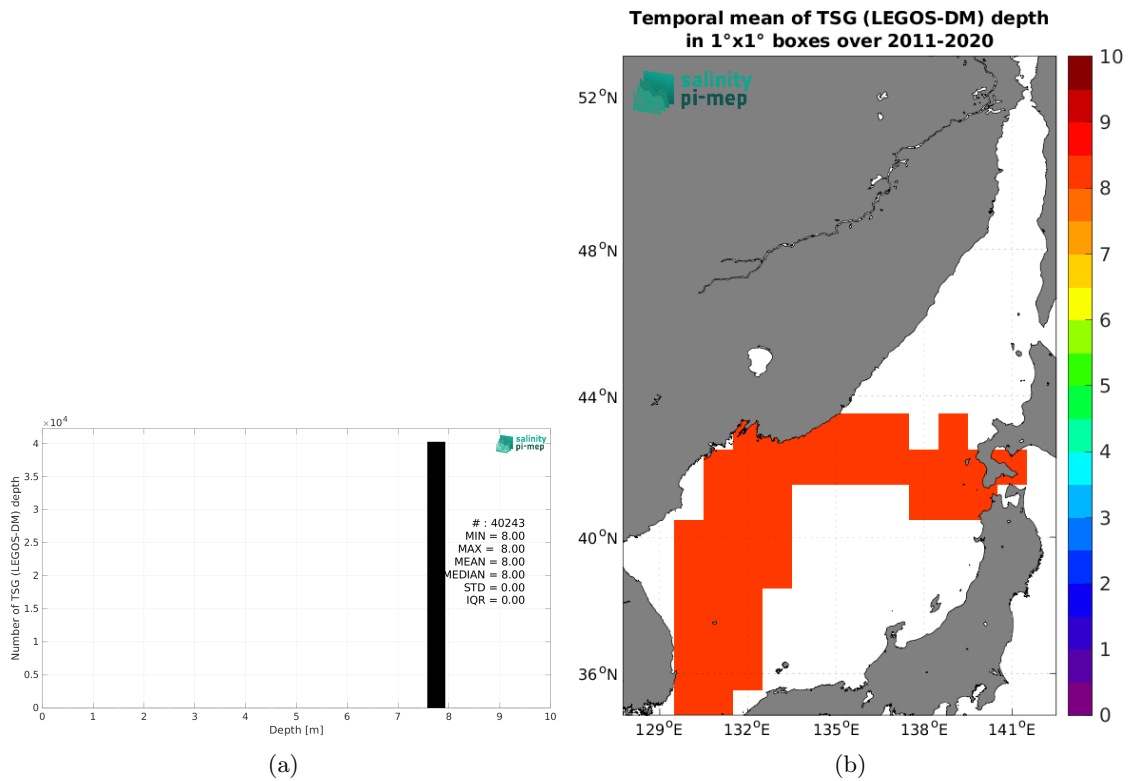 ×10⁴
4
3.5
3
2.5
2
1.5
1
0.5
0
Number of TSG (LEGOS-DM) depth
salinity
pi-mep
# : 40243
MIN = 8.00
MAX = 8.00
MEAN = 8.00
MEDIAN = 8.00
STD = 0.00
IQR = 0.00
0 1 2 3 4 5 6 7 8 9 10
Depth [m]
(a)
Temporal mean of TSG (LEGOS-DM) depth
in 1°x1° boxes over 2011-2020
salinity
pi-mep
52°N
48°N
44°N
40°N
36°N
129°E 132°E 135°E 138°E 141°E
10
9
8
7
6
5
4
3
2
1
0
(b)